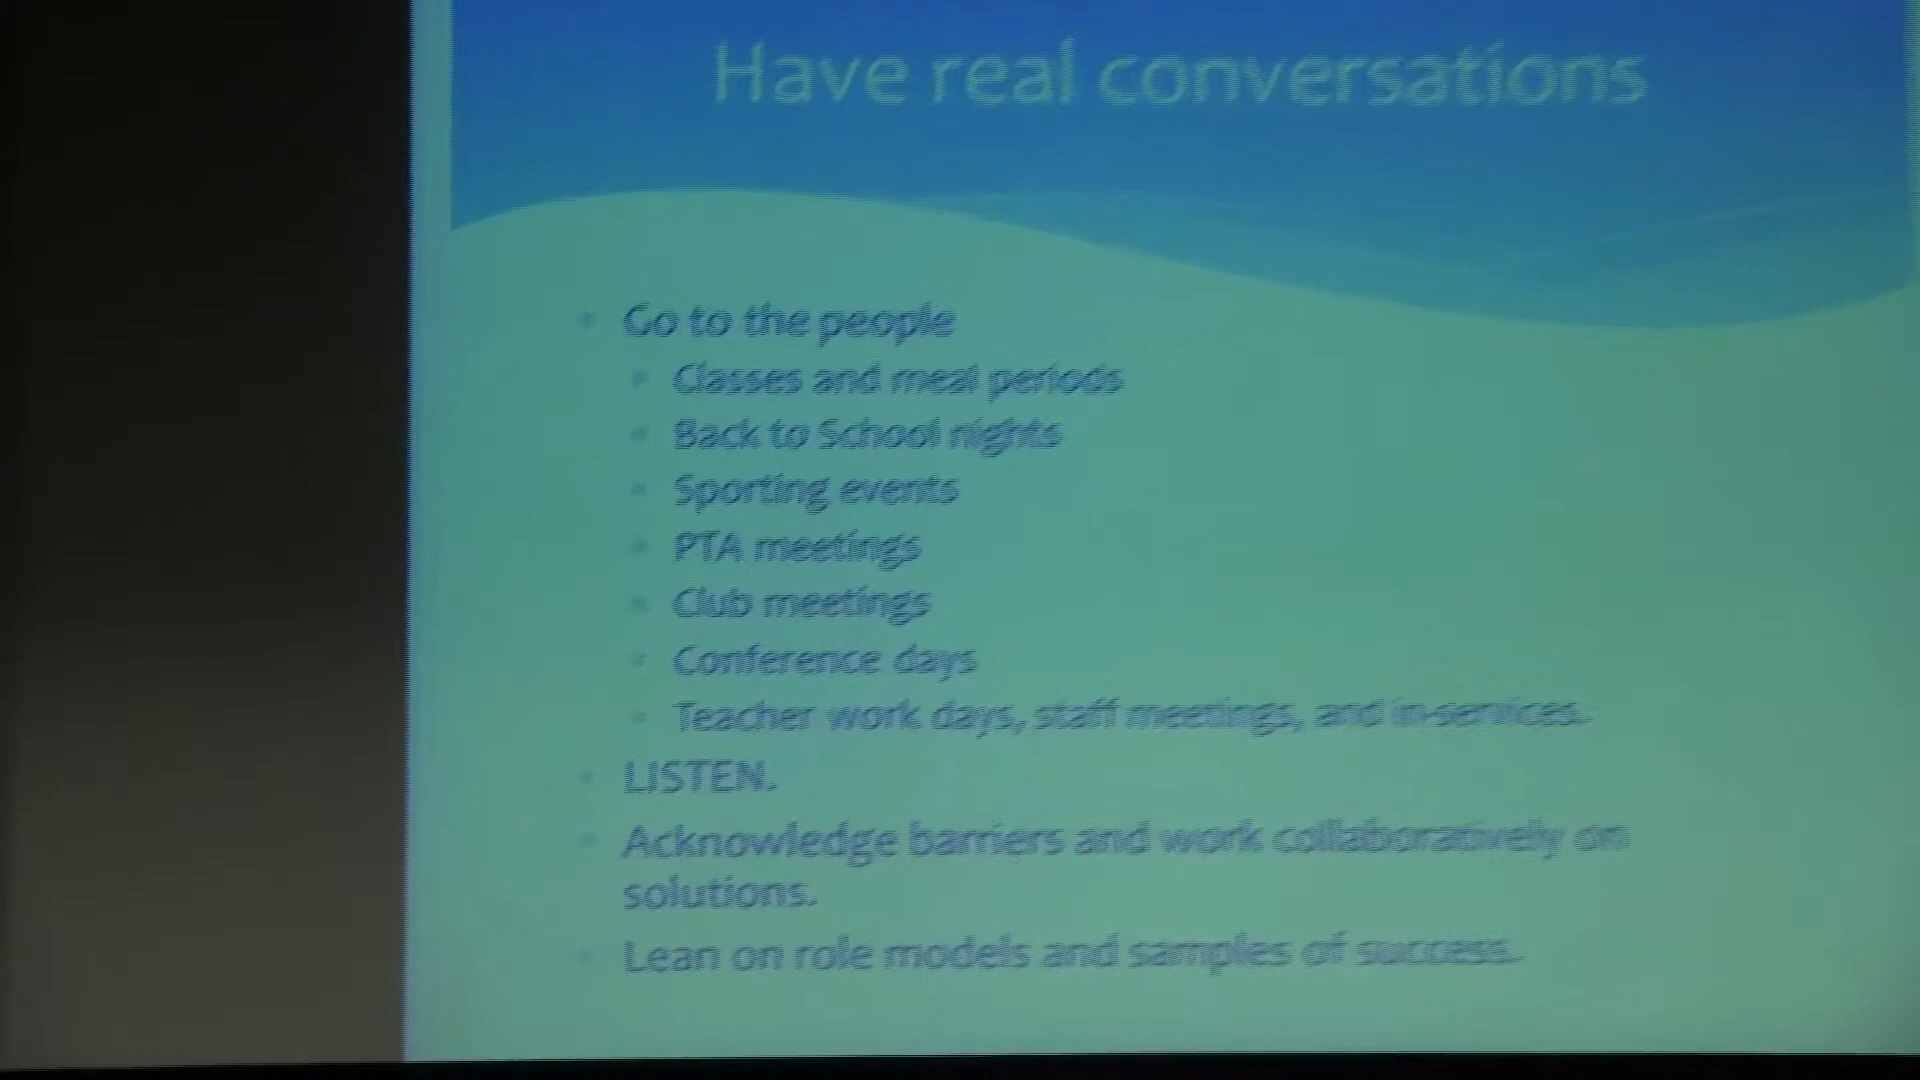 Have real conversations
Go to the people
Classes and meal periods
Back to School nights
Sporting events
PTA meetings
Club meetings
Conference days
Teacher work days, staff meetings, and in-services.
LISTEN.
Acknowledge barriers and work collaboratively on
solutions.
Lean on role models and samples of success.